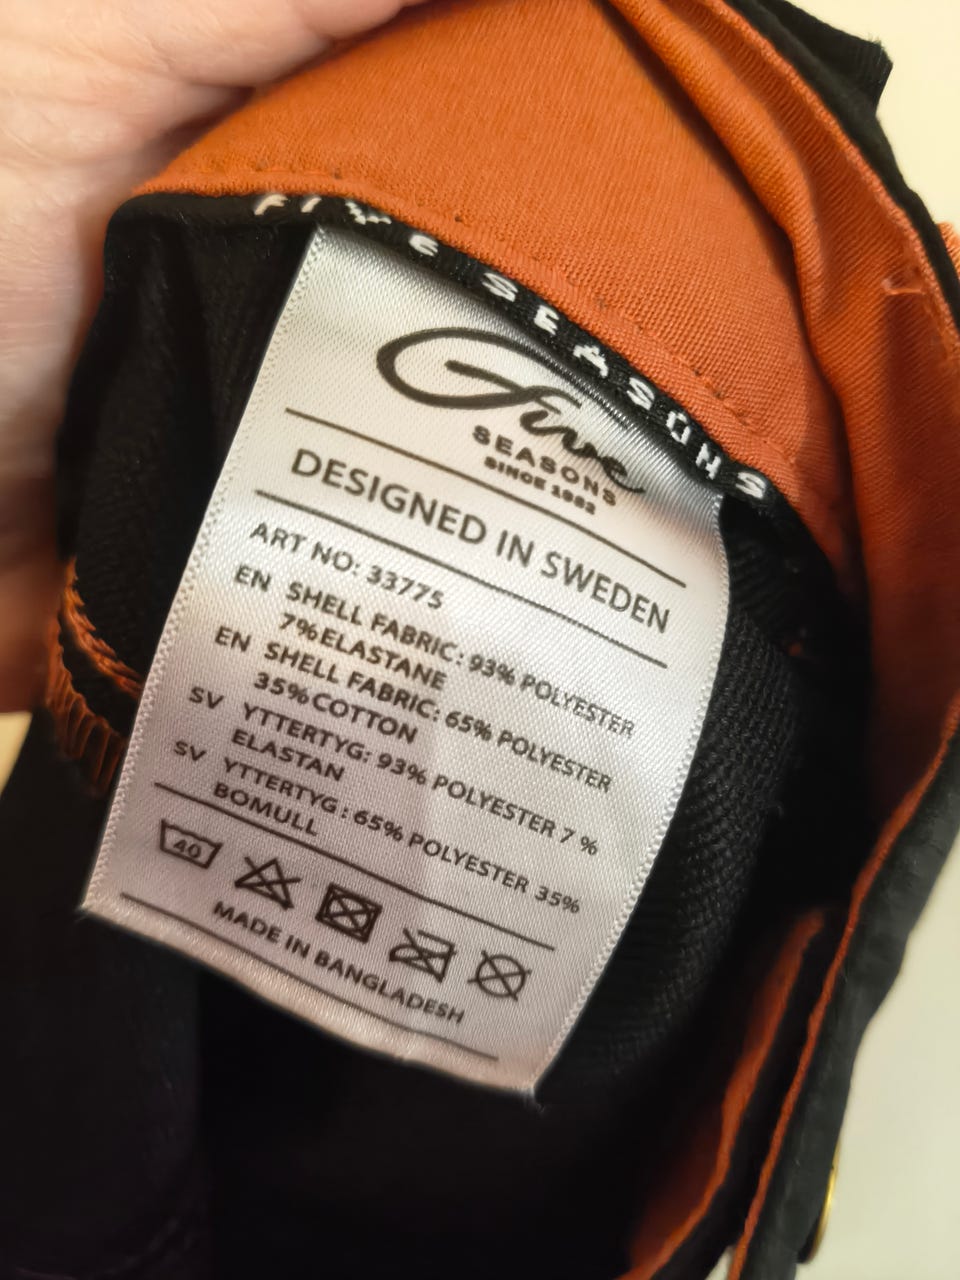 FIVE SEASONS
Five
SEASONS
SINCE 1982
DESIGNED IN SWEDEN
ART NO: 33775
EN SHELL FABRIC: 93% POLYESTER
7%ELASTANE
EN SHELL FABRIC: 65% POLYESTER
35%COTTON
SV YTTERTYG: 93% POLYESTER 7 %
ELASTAN
SV YTTERTYG: 65% POLYESTER 35%
BOMULL
40
MADE IN BANGLADESH